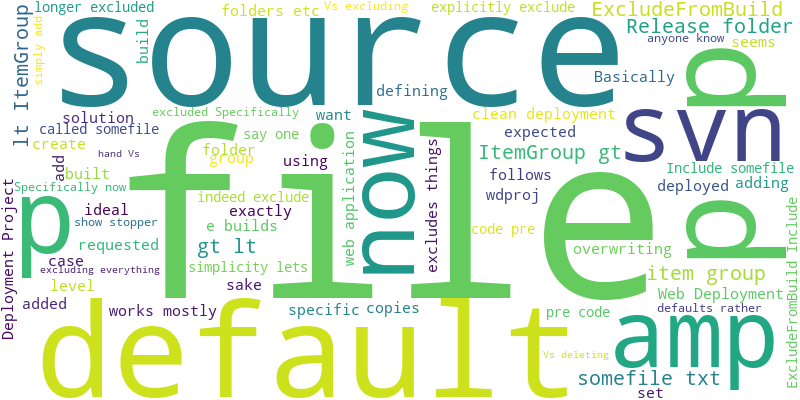 longer excluded
folders etc
Vs excluding
explicitly exclude
ExcludeFromBuild
lt ItemGroup
simply add
build
source
d
Release folder
anyone know
seems
defining
Basically
solution
excluded Specifically
want
now
clean deployment
svn
called somefile
say one
expected
create
hand Vs
folder
group
using
ItemGroup gt
add
built
file
web application
excludes things
follows
Include somefile
Specifically now
indeed exclude
wdproj
deployed
adding
p
ideal
exactly
d
show stopper
e builds
code pre
requested
gt lt
overwriting
case
simplicity lets
item group
excluding everything
level
sake
Web Deployment
Deployment Project
added
works mostly
specific
copies
pre code
defaults rather
default
amp
ExcludeFromBuild Include
Vs deleting
somefile txt
set